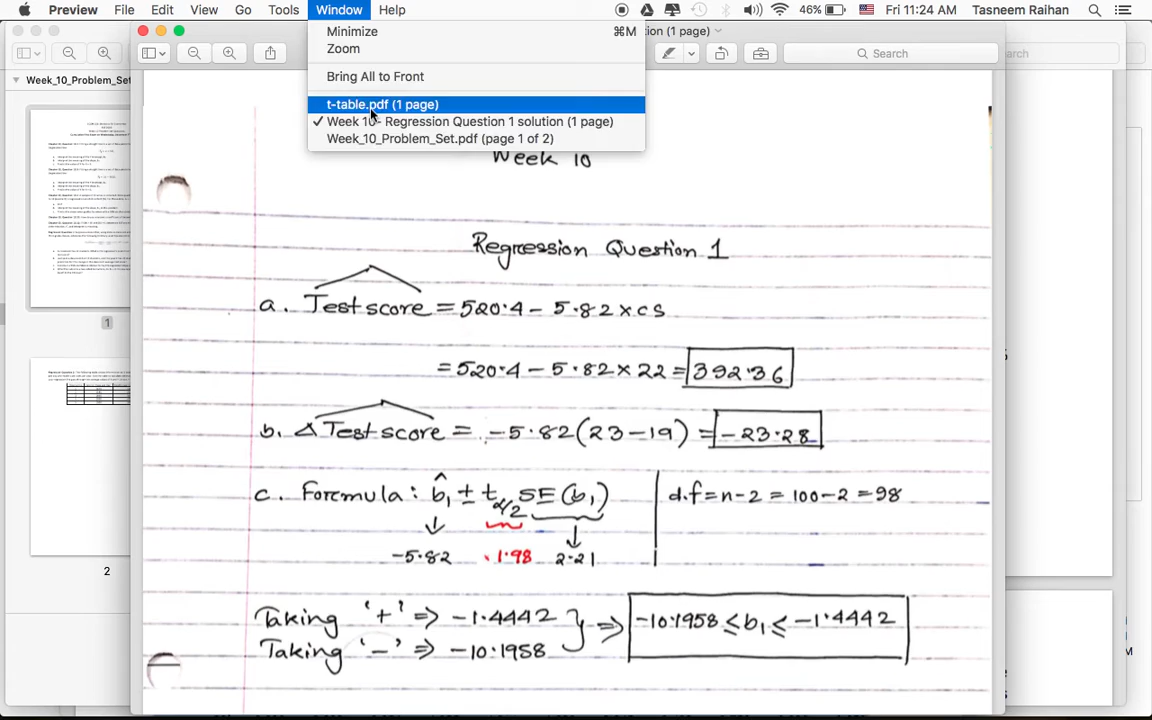 Preview File Edit View Go Tools Window Help 46% Fri 11:24 AM Tasneem Raihan
Minimize ⌘M
Zoom
Bring All to Front
t-table.pdf (1 page)
✓ Week 10 - Regression Question 1 solution (1 page)
Week_10_Problem_Set.pdf (page 1 of 2)
tion (1 page)
Search
Week_10_Problem_Set
1
2
Week 10
Regression Question 1
a. Test score = 520.4 - 5.82 x CS
= 520.4 - 5.82 x 22 = 392.36
b. Δ Test score = -5.82 (23-19) = -23.28
c. Formula: b̂₁ ± t α/2 SE(b₁) d.f = n-2 = 100-2 = 98
-5.82 1.98 2.21
Taking '+' => -1.4442
Taking '-' => -10.1958
=> -10.1958 ≤ b₁ ≤ -1.4442